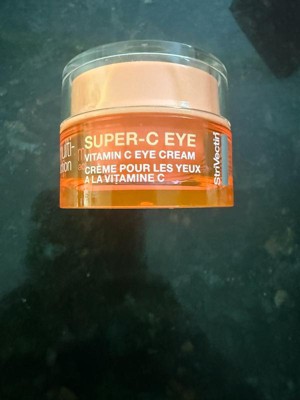 SUPER-C EYE
VITAMIN C EYE CREAM
CRÈME POUR LES YEUX
A LA VITAMINE C
StriVectin